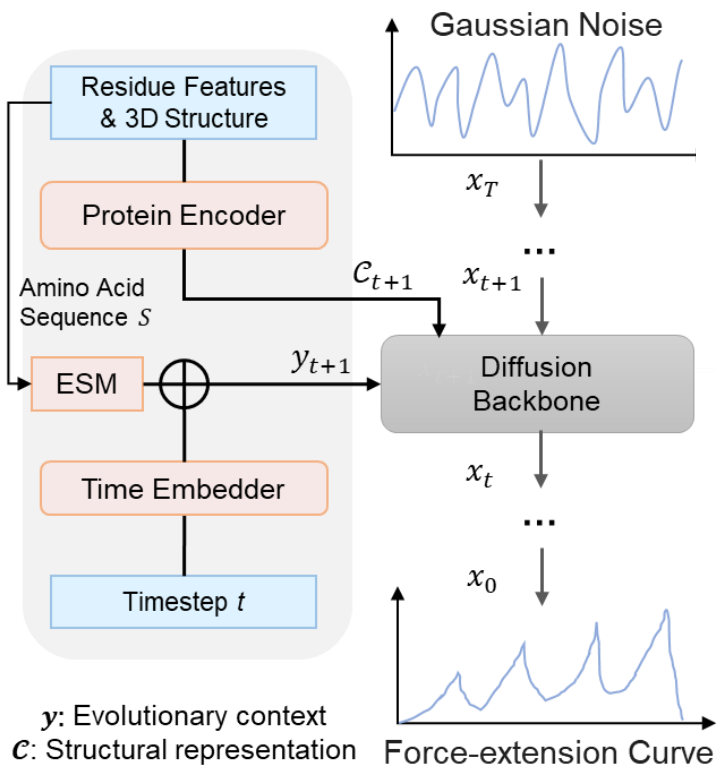 Residue Features
& 3D Structure
Protein Encoder
Amino Acid
Sequence S
ESM
Time Embedder
Timestep t
y: Evolutionary context
𝒞: Structural representation
Gaussian Noise
x_T
...
𝒞_{t+1}
x_{t+1}
y_{t+1}
Diffusion
Backbone
x_t
...
x_0
Force-extension Curve